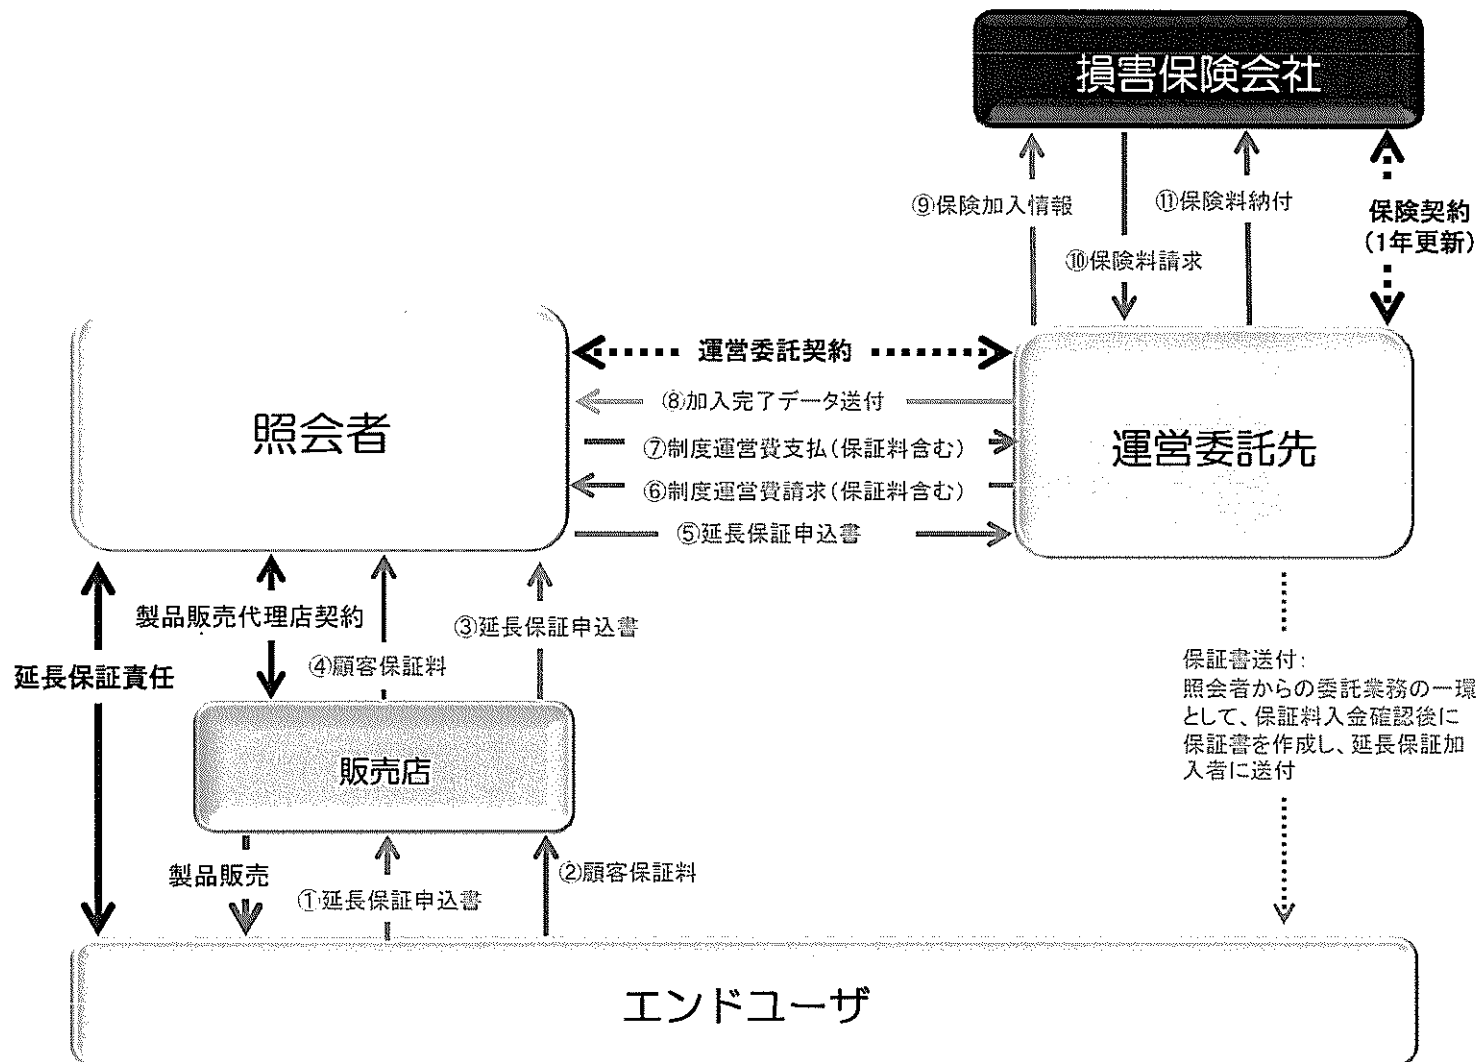 損害保険会社
⑨保険加入情報
⑪保険料納付
保険契約
(1年更新)
⑩保険料請求
運営委託契約
⑧加入完了データ送付
照会者
⑦制度運営費支払(保証料含む)
運営委託先
⑥制度運営費請求(保証料含む)
⑤延長保証申込書
製品販売代理店契約
③延長保証申込書
延長保証責任
④顧客保証料
保証書送付:
照会者からの委託業務の一環
として、保証料入金確認後に
保証書を作成し、延長保証加
入者に送付
販売店
製品販売
①延長保証申込書
②顧客保証料
エンドユーザ